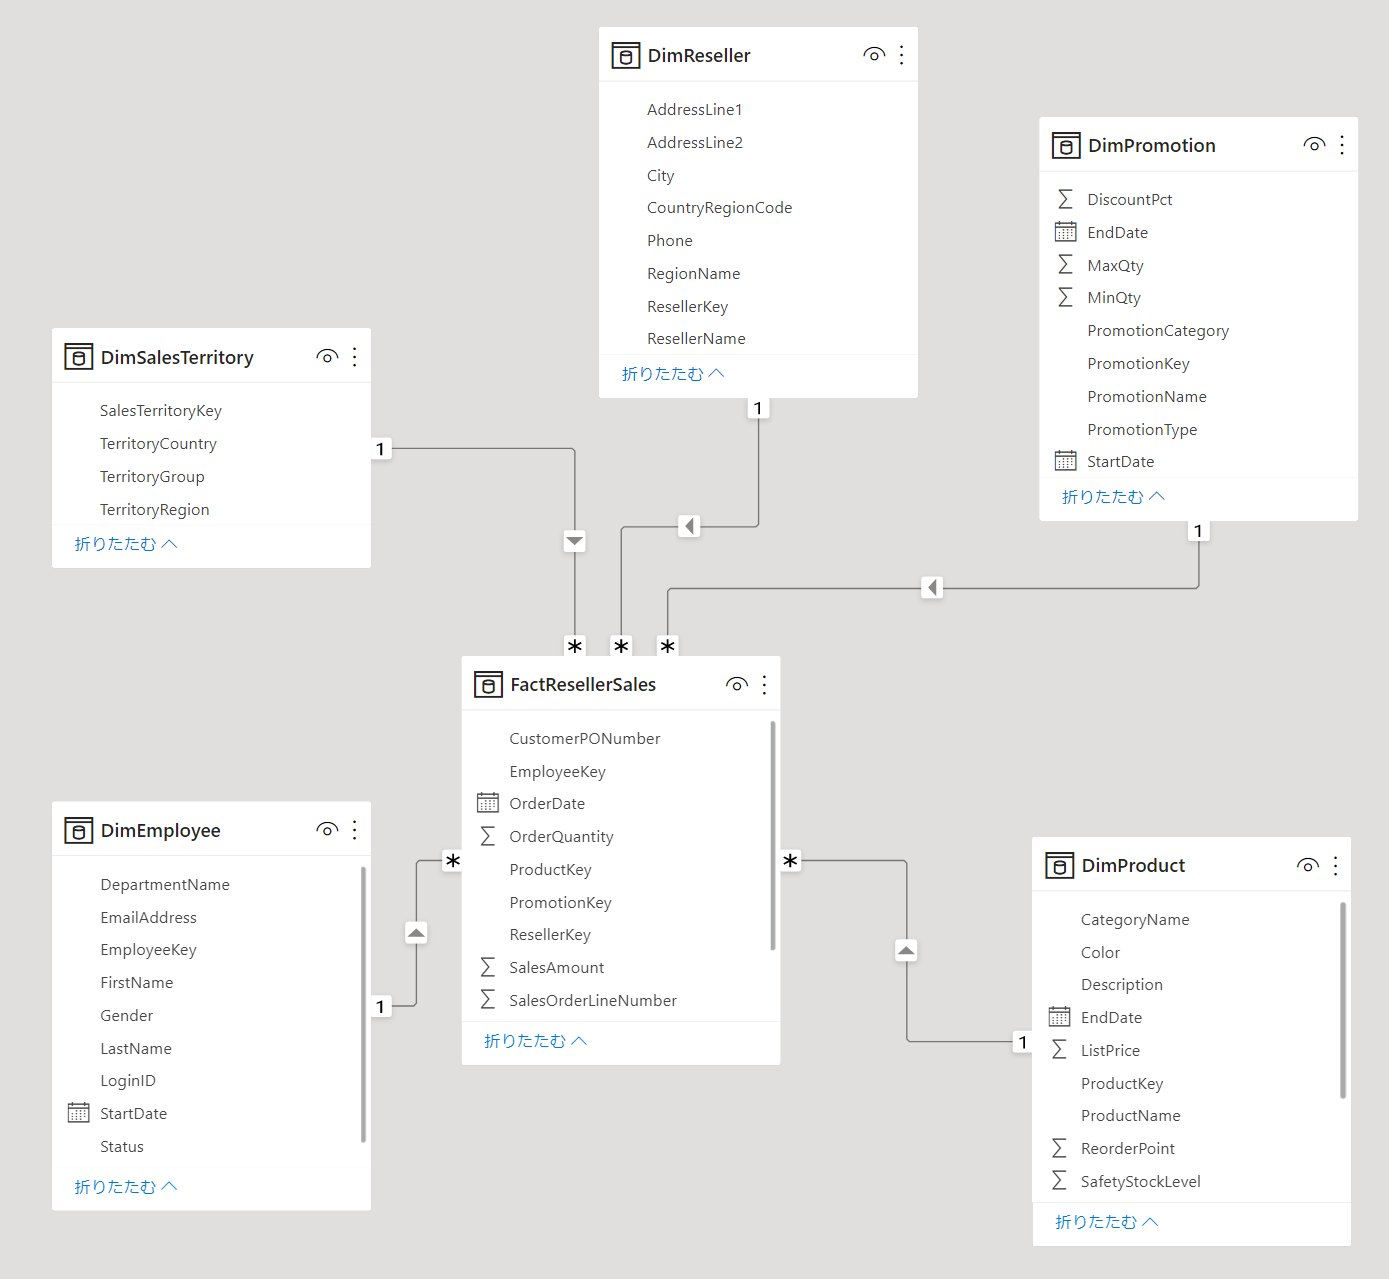 DimReseller
AddressLine1
AddressLine2
City
CountryRegionCode
Phone
RegionName
ResellerKey
ResellerName
折りたたむ
1
DimPromotion
DiscountPct
EndDate
MaxQty
MinQty
PromotionCategory
PromotionKey
PromotionName
PromotionType
StartDate
折りたたむ
1
DimSalesTerritory
SalesTerritoryKey
TerritoryCountry
TerritoryGroup
TerritoryRegion
折りたたむ
1
* * *
FactResellerSales
CustomerPONumber
EmployeeKey
OrderDate
OrderQuantity
ProductKey
PromotionKey
ResellerKey
SalesAmount
SalesOrderLineNumber
折りたたむ
* *
DimEmployee
DepartmentName
EmailAddress
EmployeeKey
FirstName
Gender
LastName
LoginID
StartDate
Status
折りたたむ
1
DimProduct
CategoryName
Color
Description
EndDate
ListPrice
ProductKey
ProductName
ReorderPoint
SafetyStockLevel
折りたたむ
1